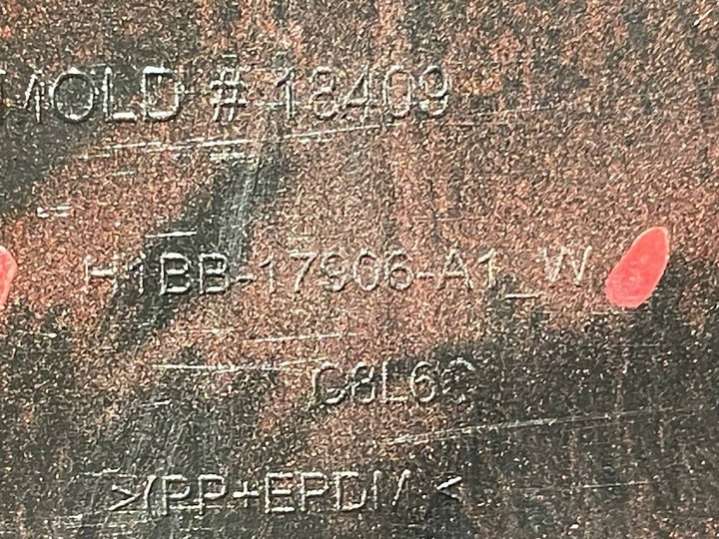 MOLD # 18409
H1BB-17906-A1_W
C8L6C
>(PP+EPDM)<